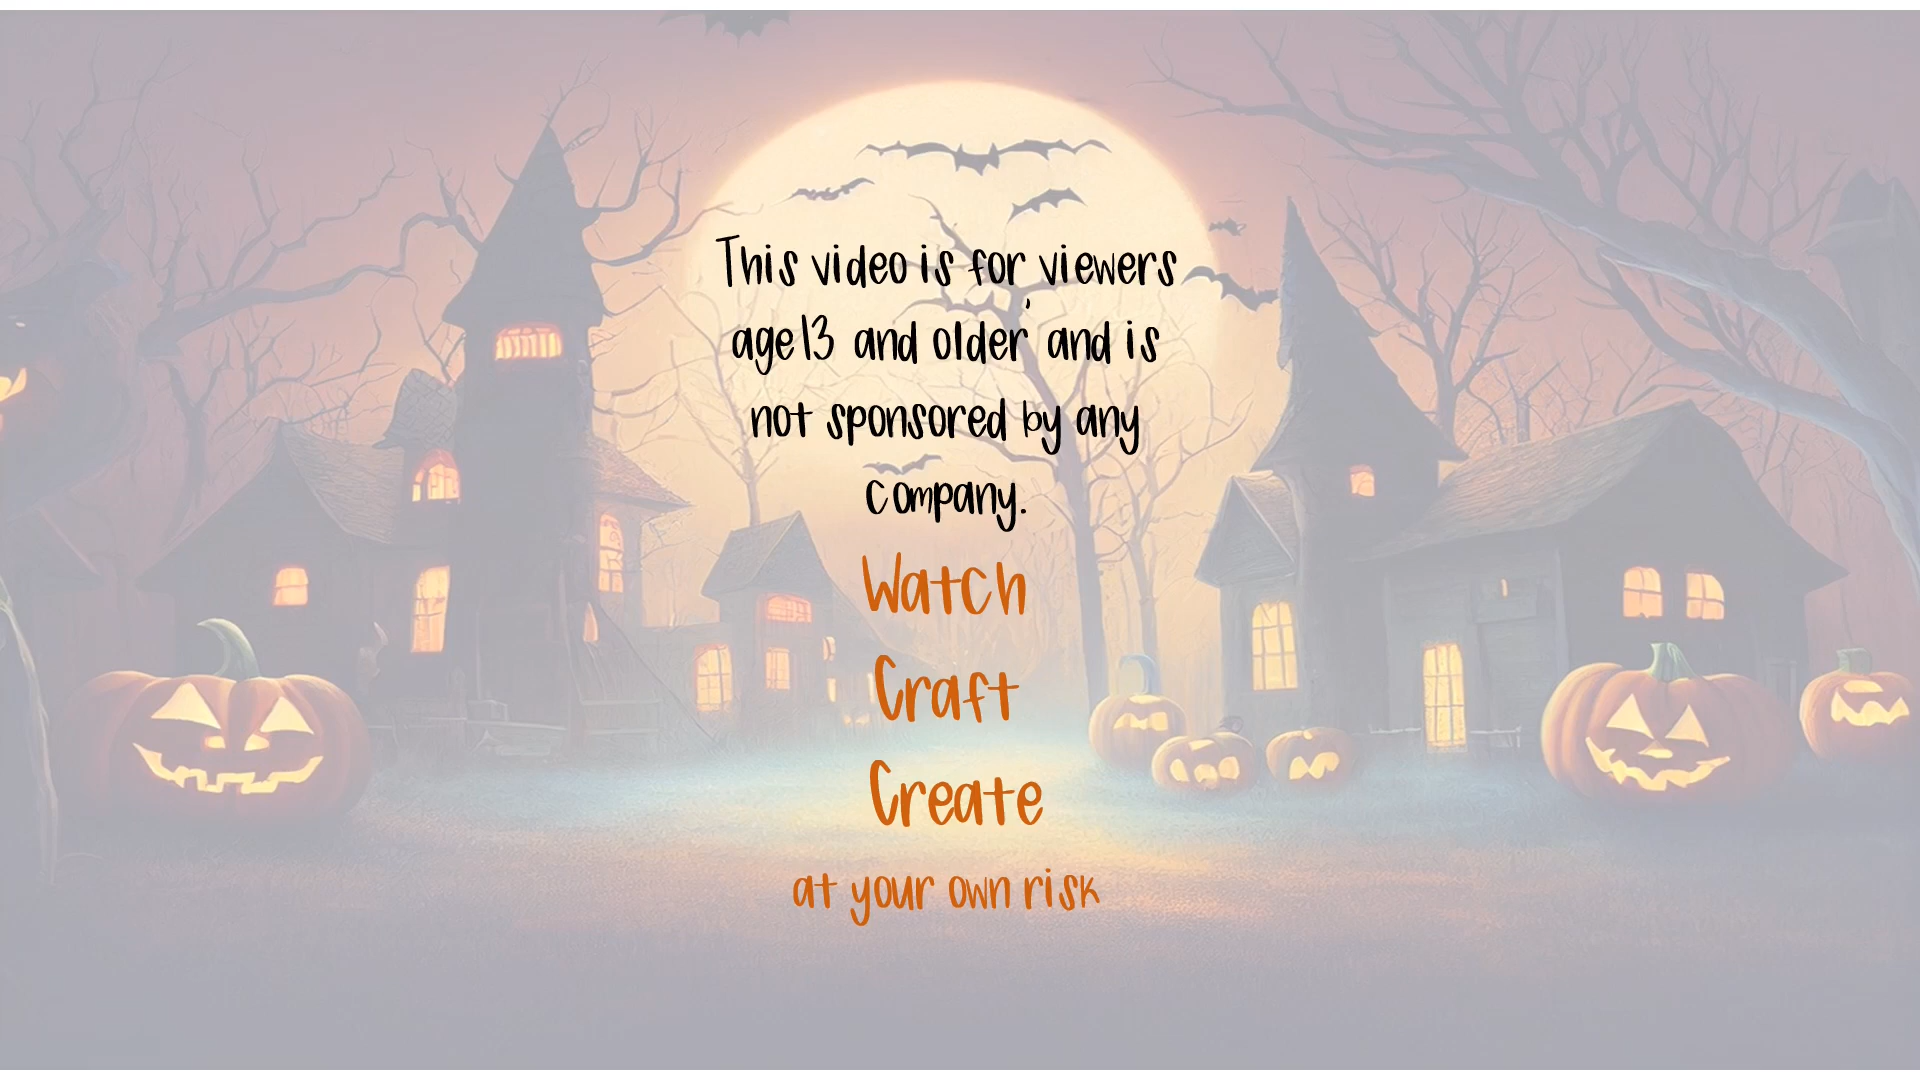 This video is for viewers
age13 and older, and is
not sponsored by any
company.
Watch
Craft
Create
at your own risk